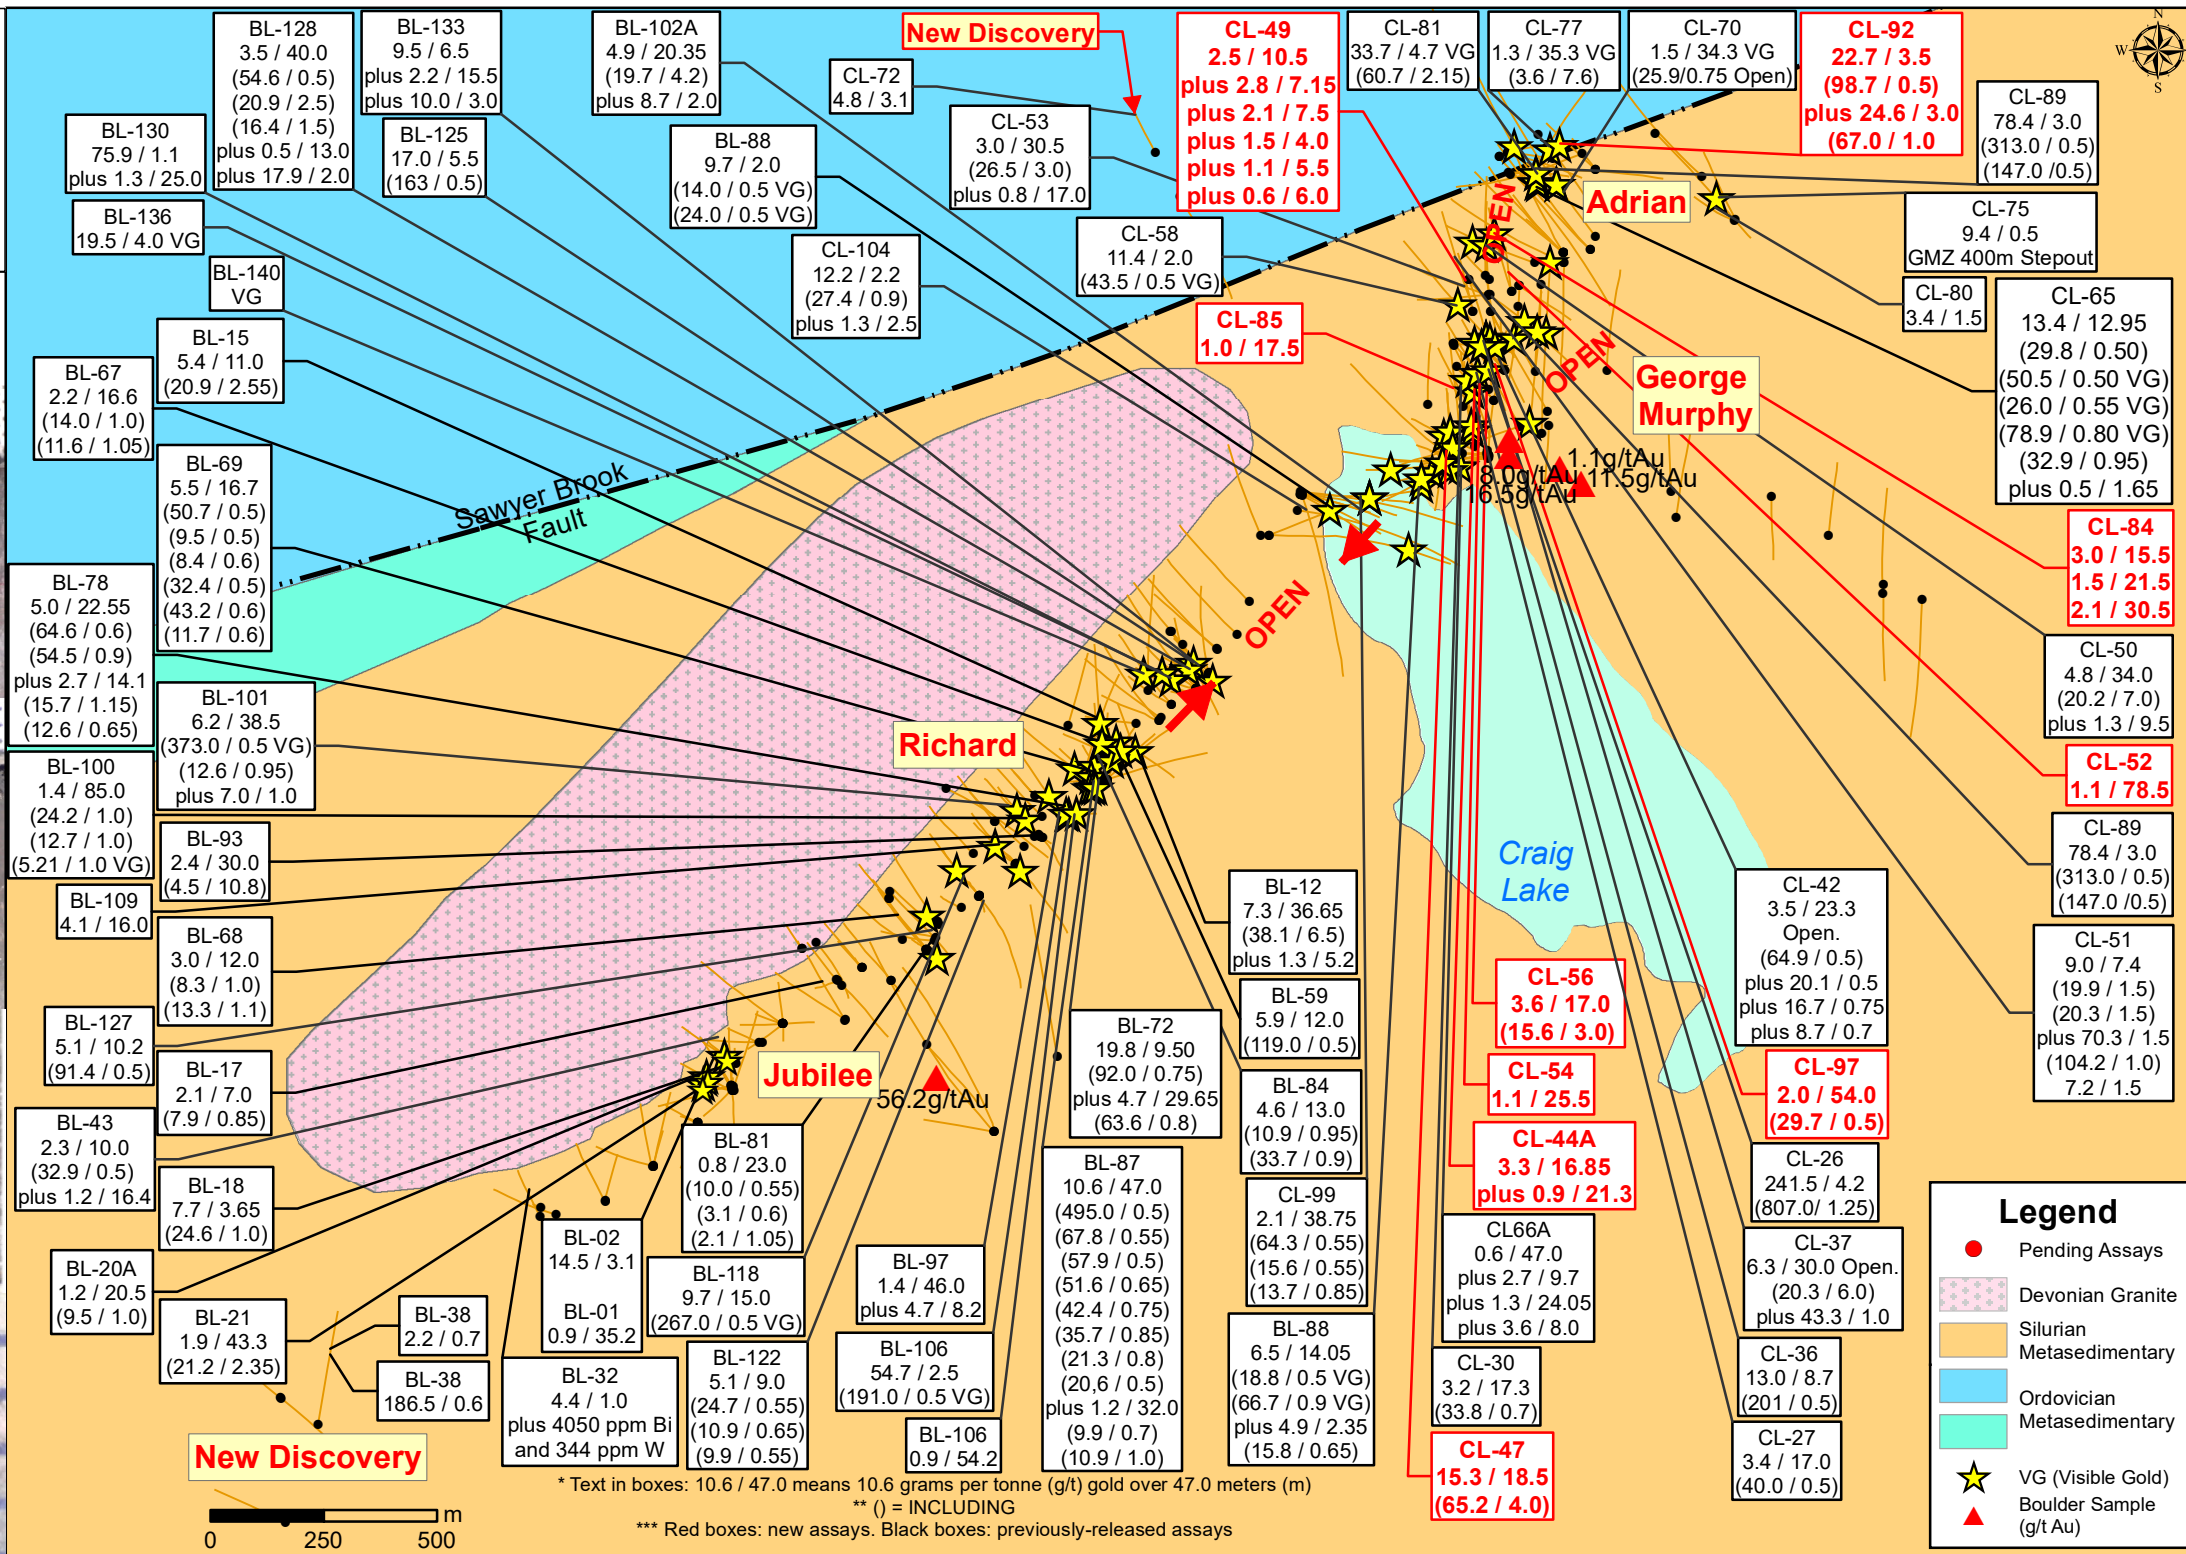 BL-128
3.5 / 40.0
(54.6 / 0.5)
(20.9 / 2.5)
(16.4 / 1.5)
plus 0.5 / 13.0
plus 17.9 / 2.0
BL-133
9.5 / 6.5
plus 2.2 / 15.5
plus 10.0 / 3.0
BL-102A
4.9 / 20.35
(19.7 / 4.2)
plus 8.7 / 2.0
New Discovery
CL-49
2.5 / 10.5
plus 2.8 / 7.15
plus 2.1 / 7.5
plus 1.5 / 4.0
plus 1.1 / 5.5
plus 0.6 / 6.0
CL-81
33.7 / 4.7 VG
(60.7 / 2.15)
CL-77
1.3 / 35.3 VG
(3.6 / 7.6)
CL-70
1.5 / 34.3 VG
(25.9/0.75 Open)
CL-92
22.7 / 3.5
(98.7 / 0.5)
plus 24.6 / 3.0
(67.0 / 1.0
N
W
E
S
BL-130
75.9 / 1.1
plus 1.3 / 25.0
BL-125
17.0 / 5.5
(163 / 0.5)
CL-72
4.8 / 3.1
BL-88
9.7 / 2.0
(14.0 / 0.5 VG)
(24.0 / 0.5 VG)
CL-53
3.0 / 30.5
(26.5 / 3.0)
plus 0.8 / 17.0
CL-89
78.4 / 3.0
(313.0 / 0.5)
(147.0 /0.5)
BL-136
19.5 / 4.0 VG
Adrian
OPEN
CL-75
9.4 / 0.5
GMZ 400m Stepout
BL-140
VG
CL-104
12.2 / 2.2
(27.4 / 0.9)
plus 1.3 / 2.5
CL-58
11.4 / 2.0
(43.5 / 0.5 VG)
CL-80
3.4 / 1.5
CL-65
13.4 / 12.95
(29.8 / 0.50)
(50.5 / 0.50 VG)
(26.0 / 0.55 VG)
(78.9 / 0.80 VG)
(32.9 / 0.95)
plus 0.5 / 1.65
BL-15
5.4 / 11.0
(20.9 / 2.55)
CL-85
1.0 / 17.5
OPEN
George
Murphy
BL-67
2.2 / 16.6
(14.0 / 1.0)
(11.6 / 1.05)
BL-69
5.5 / 16.7
(50.7 / 0.5)
(9.5 / 0.5)
(8.4 / 0.6)
(32.4 / 0.5)
(43.2 / 0.6)
(11.7 / 0.6)
Sawyer Brook
Fault
1.1g/tAu
8.0g/tAu
11.5g/tAu
16.5g/tAu
CL-84
3.0 / 15.5
1.5 / 21.5
2.1 / 30.5
BL-78
5.0 / 22.55
(64.6 / 0.6)
(54.5 / 0.9)
plus 2.7 / 14.1
(15.7 / 1.15)
(12.6 / 0.65)
OPEN
CL-50
4.8 / 34.0
(20.2 / 7.0)
plus 1.3 / 9.5
BL-101
6.2 / 38.5
(373.0 / 0.5 VG)
(12.6 / 0.95)
plus 7.0 / 1.0
Richard
CL-52
1.1 / 78.5
BL-100
1.4 / 85.0
(24.2 / 1.0)
(12.7 / 1.0)
(5.21 / 1.0 VG)
BL-93
2.4 / 30.0
(4.5 / 10.8)
CL-89
78.4 / 3.0
(313.0 / 0.5)
(147.0 /0.5)
Craig
Lake
BL-109
4.1 / 16.0
BL-12
7.3 / 36.65
(38.1 / 6.5)
plus 1.3 / 5.2
CL-42
3.5 / 23.3
Open.
(64.9 / 0.5)
plus 20.1 / 0.5
plus 16.7 / 0.75
plus 8.7 / 0.7
BL-68
3.0 / 12.0
(8.3 / 1.0)
(13.3 / 1.1)
CL-51
9.0 / 7.4
(19.9 / 1.5)
(20.3 / 1.5)
plus 70.3 / 1.5
(104.2 / 1.0)
7.2 / 1.5
CL-56
3.6 / 17.0
(15.6 / 3.0)
BL-59
5.9 / 12.0
(119.0 / 0.5)
BL-127
5.1 / 10.2
(91.4 / 0.5)
BL-72
19.8 / 9.50
(92.0 / 0.75)
plus 4.7 / 29.65
(63.6 / 0.8)
BL-17
2.1 / 7.0
(7.9 / 0.85)
Jubilee
56.2g/tAu
CL-54
1.1 / 25.5
CL-97
2.0 / 54.0
(29.7 / 0.5)
BL-84
4.6 / 13.0
(10.9 / 0.95)
(33.7 / 0.9)
BL-43
2.3 / 10.0
(32.9 / 0.5)
plus 1.2 / 16.4
BL-81
0.8 / 23.0
(10.0 / 0.55)
(3.1 / 0.6)
(2.1 / 1.05)
CL-44A
3.3 / 16.85
plus 0.9 / 21.3
CL-26
241.5 / 4.2
(807.0/ 1.25)
BL-87
10.6 / 47.0
(495.0 / 0.5)
(67.8 / 0.55)
(57.9 / 0.5)
(51.6 / 0.65)
(42.4 / 0.75)
(35.7 / 0.85)
(21.3 / 0.8)
(20,6 / 0.5)
plus 1.2 / 32.0
(9.9 / 0.7)
(10.9 / 1.0)
BL-18
7.7 / 3.65
(24.6 / 1.0)
CL-99
2.1 / 38.75
(64.3 / 0.55)
(15.6 / 0.55)
(13.7 / 0.85)
BL-02
14.5 / 3.1
BL-01
0.9 / 35.2
CL66A
0.6 / 47.0
plus 2.7 / 9.7
plus 1.3 / 24.05
plus 3.6 / 8.0
CL-37
6.3 / 30.0 Open.
(20.3 / 6.0)
plus 43.3 / 1.0
BL-20A
1.2 / 20.5
(9.5 / 1.0)
BL-118
9.7 / 15.0
(267.0 / 0.5 VG)
BL-97
1.4 / 46.0
plus 4.7 / 8.2
BL-21
1.9 / 43.3
(21.2 / 2.35)
BL-38
2.2 / 0.7
BL-38
186.5 / 0.6
BL-32
4.4 / 1.0
plus 4050 ppm Bi
and 344 ppm W
BL-122
5.1 / 9.0
(24.7 / 0.55)
(10.9 / 0.65)
(9.9 / 0.55)
BL-106
54.7 / 2.5
(191.0 / 0.5 VG)
BL-88
6.5 / 14.05
(18.8 / 0.5 VG)
(66.7 / 0.9 VG)
plus 4.9 / 2.35
(15.8 / 0.65)
CL-30
3.2 / 17.3
(33.8 / 0.7)
CL-36
13.0 / 8.7
(201 / 0.5)
BL-106
0.9 / 54.2
CL-47
15.3 / 18.5
(65.2 / 4.0)
CL-27
3.4 / 17.0
(40.0 / 0.5)
New Discovery
Legend
Pending Assays
Devonian Granite
Silurian
Metasedimentary
Ordovician
Metasedimentary
VG (Visible Gold)
Boulder Sample
(g/t Au)
* Text in boxes: 10.6 / 47.0 means 10.6 grams per tonne (g/t) gold over 47.0 meters (m)
** () = INCLUDING
*** Red boxes: new assays. Black boxes: previously-released assays
m
0 250 500